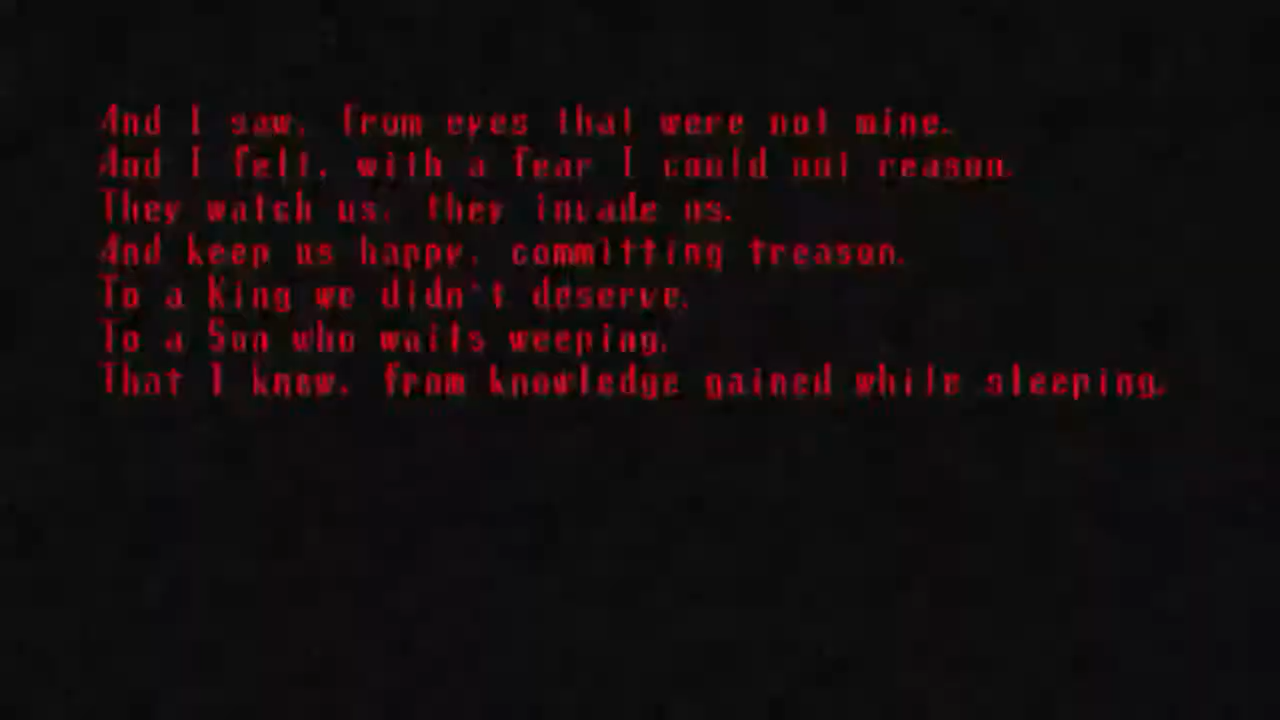 And I saw, from eyes that were not mine.
And I felt, with a fear I could not reason.
They watch us, they invade us.
And keep us happy, committing treason.
To a King we didn't deserve.
To a Son who waits weeping.
That I knew, from knowledge gained while sleeping.